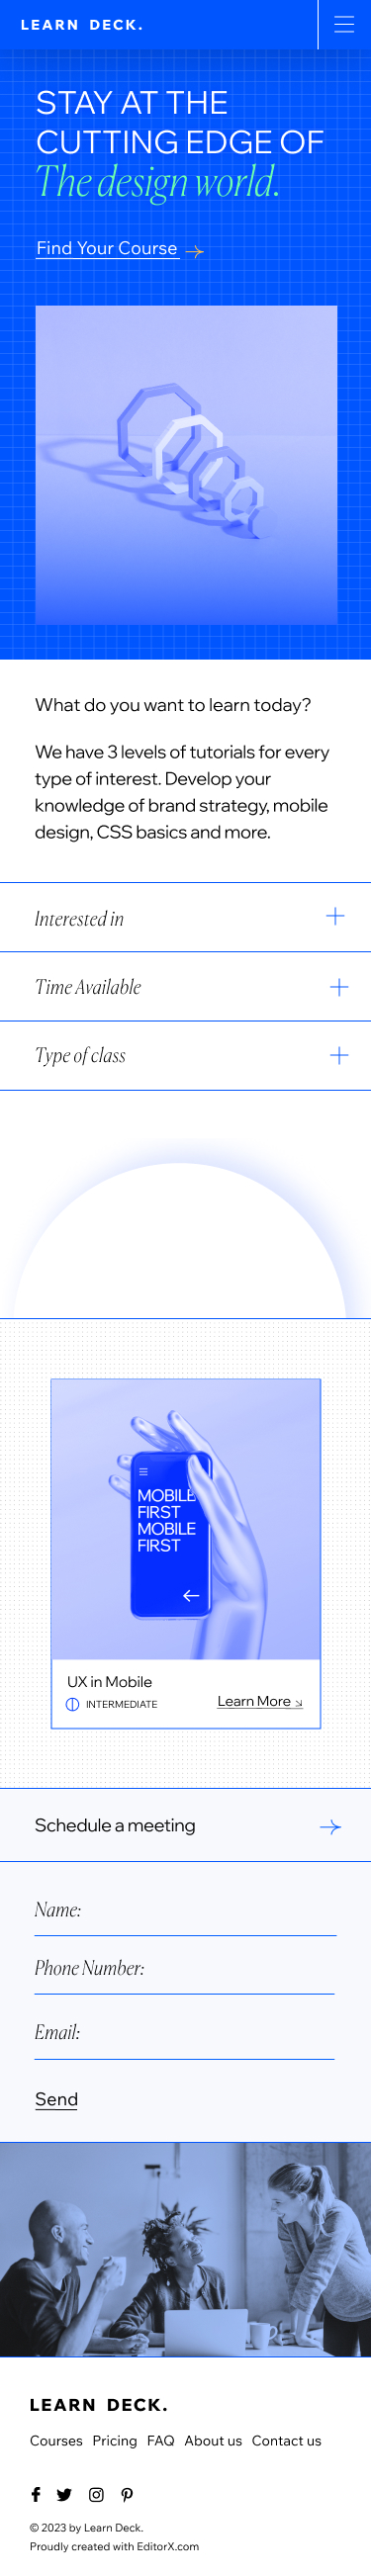 LEARN DECK.
STAY AT THE
CUTTING EDGE OF
The design world.
Find Your Course
What do you want to learn today?
We have 3 levels of tutorials for every
type of interest. Develop your
knowledge of brand strategy, mobile
design, CSS basics and more.
Interested in
Time Available
Type of class
MOBILE
FIRST
MOBILE
FIRST
UX in Mobile
INTERMEDIATE
Learn More
Schedule a meeting
Name:
Phone Number:
Email:
Send
LEARN DECK.
Courses Pricing FAQ About us Contact us
© 2023 by Learn Deck.
Proudly created with EditorX.com